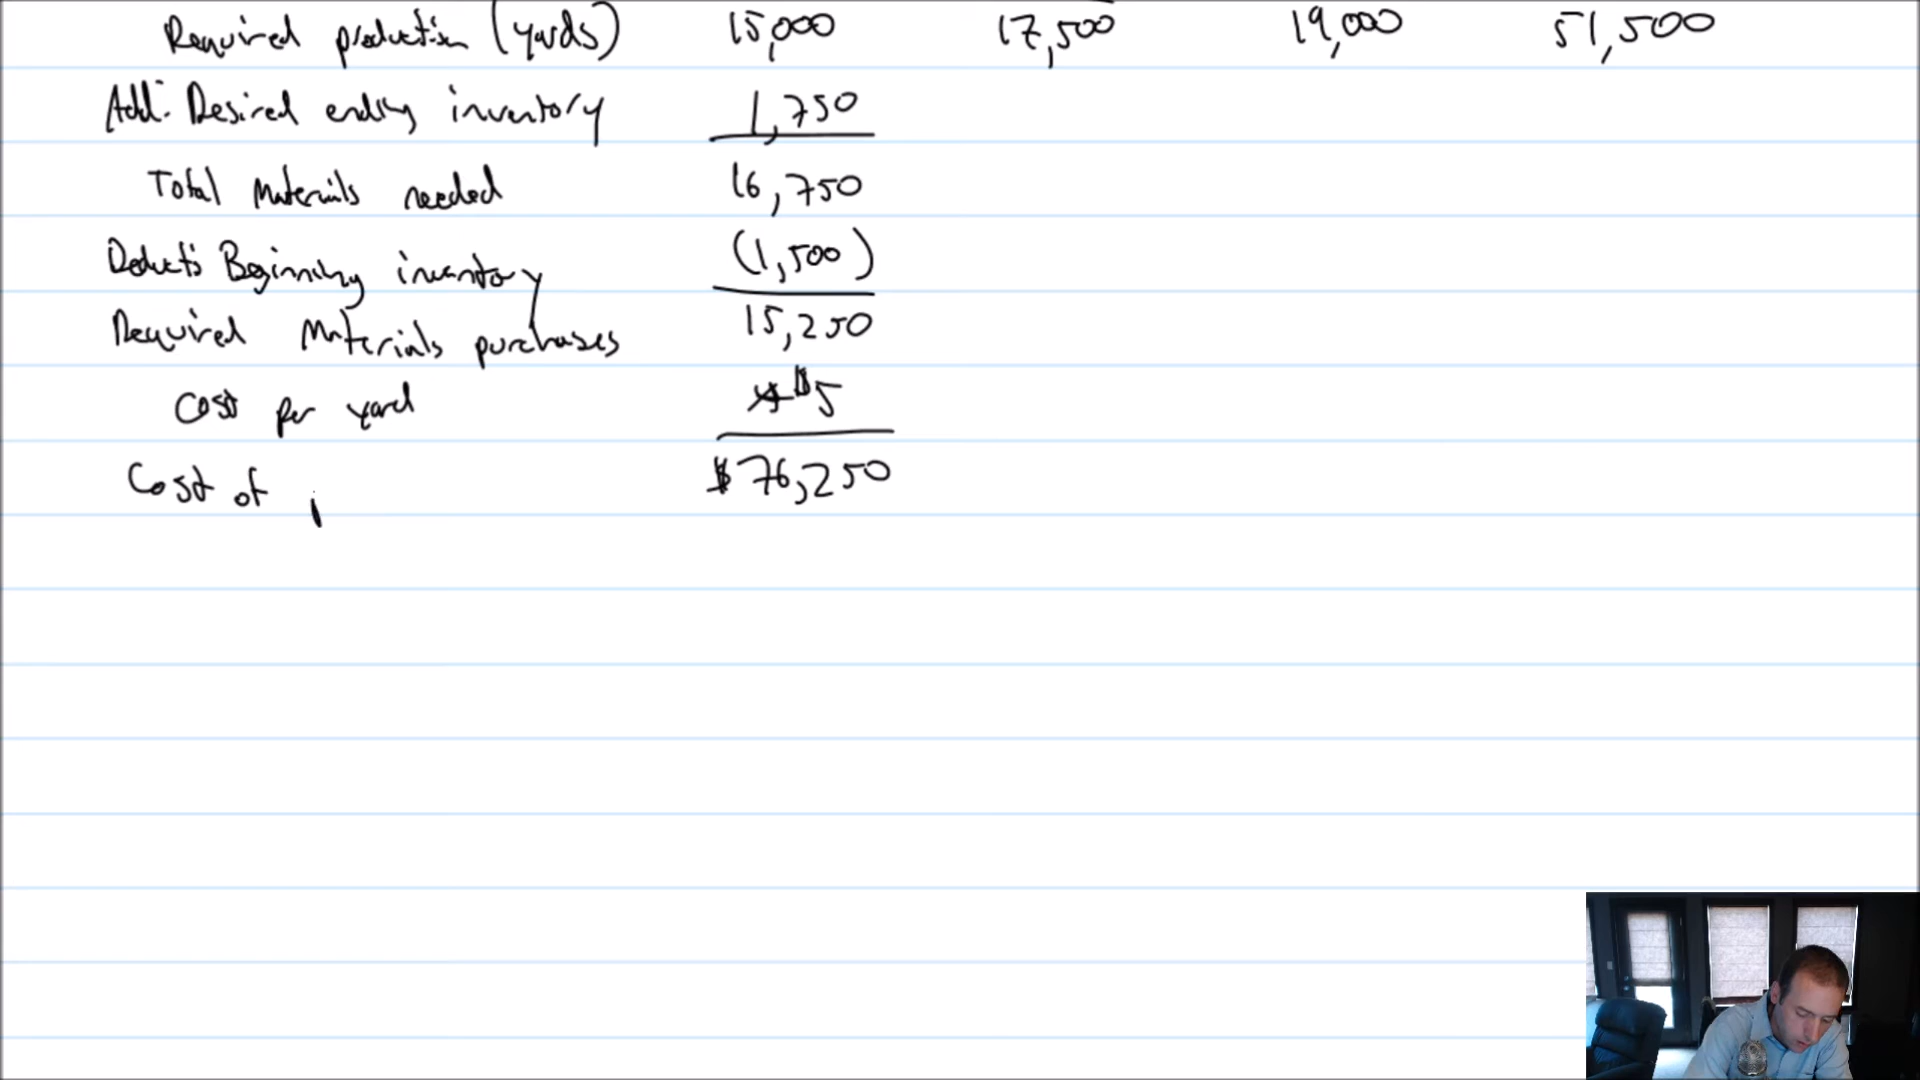 Required production (yards) 15,000 17,500 19,000 51,500
Add: Desired ending inventory 1,750
Total Materials needed 16,750
Deduct: Beginning inventory (1,500)
Required Materials purchases 15,250
Cost per yard x $5
Cost of $76,250